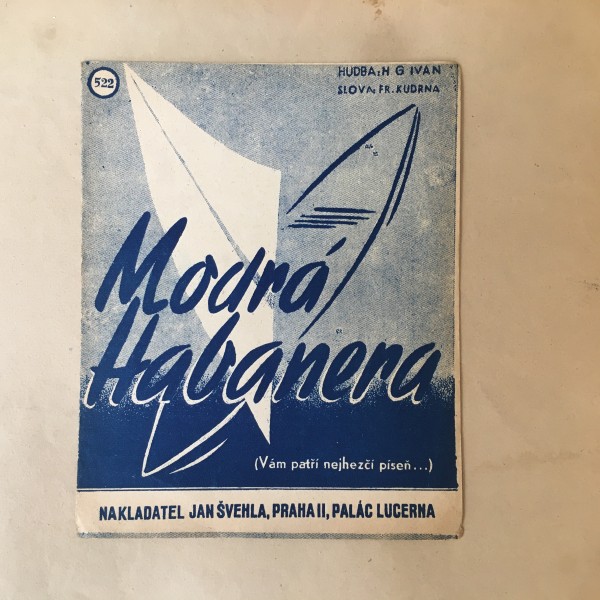 522
HUDBA: H G IVAN
SLOVA: FR. KUDRNA
Modrá
Habanera
(Vám patří nejhezčí píseň...)
NAKLADATEL JAN ŠVEHLA, PRAHA II, PALÁC LUCERNA